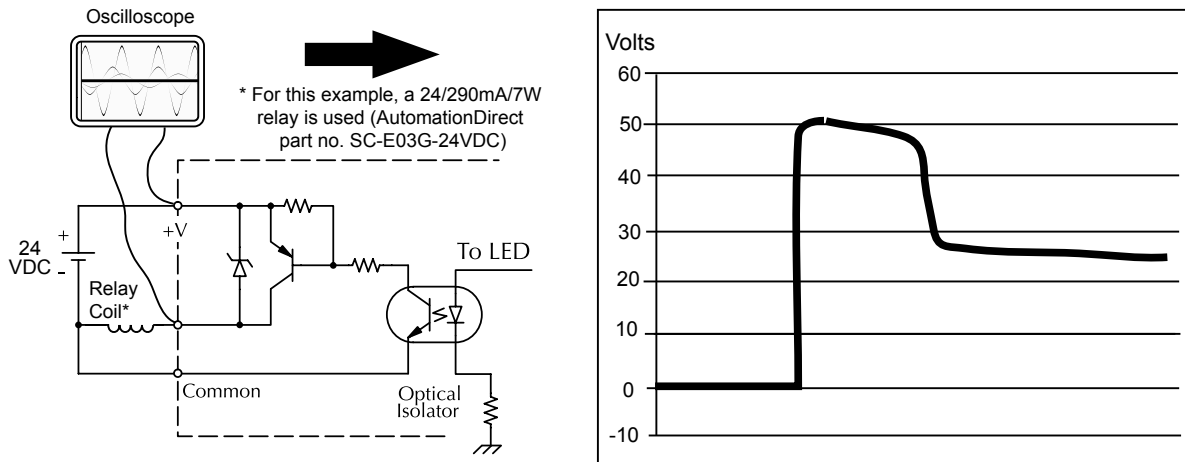 Oscilloscope
* For this example, a 24/290mA/7W
relay is used (AutomationDirect
part no. SC-E03G-24VDC)
+V
+
24
VDC
-
To LED
Relay
Coil*
Common
Optical
Isolator
Volts
60
50
40
30
20
10
0
-10